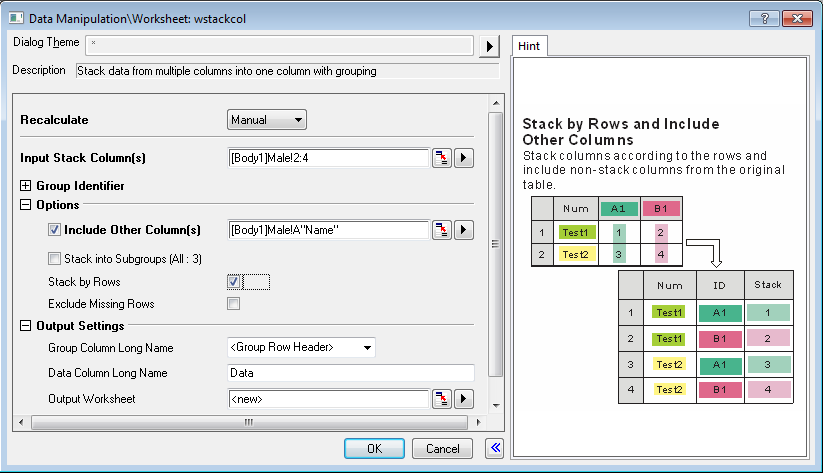 Data Manipulation\Worksheet: wstackcol
Dialog Theme *
Description Stack data from multiple columns into one column with grouping
Recalculate Manual
Input Stack Column(s) [Body1]Male!2:4
Group Identifier
Options
Include Other Column(s) [Body1]Male!A"Name"
Stack into Subgroups (All : 3)
Stack by Rows
Exclude Missing Rows
Output Settings
Group Column Long Name <Group Row Header>
Data Column Long Name Data
Output Worksheet <new>
OK Cancel
Hint
Stack by Rows and Include
Other Columns
Stack columns according to the rows and
include non-stack columns from the original
table.
Num A1 B1
1 Test1 1 2
2 Test2 3 4
Num ID Stack
1 Test1 A1 1
2 Test1 B1 2
3 Test2 A1 3
4 Test2 B1 4